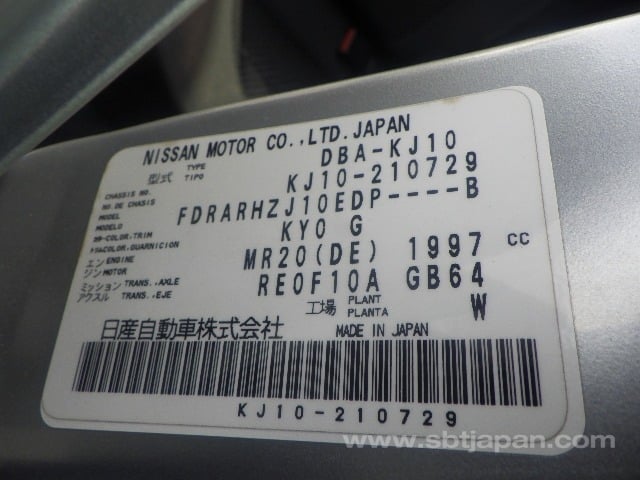 NISSAN MOTOR CO.,LTD.JAPAN
型式 TYPE TIPO DBA-KJ10
CHASSIS NO. NO DE CHASIS KJ10-210729
MODEL MODELO FDRARHZJ10EDP----B
COLOR,TRIM COLOR,GUARNICION KYO G
エンジン ENGINE MOTOR MR20(DE) 1997 CC
ミッション アクスル TRANS.,AXLE TRANS.,EJE RE0F10A GB64
工場 PLANT PLANTA W
日産自動車株式会社 MADE IN JAPAN
KJ10-210729
www.sbtjapan.com